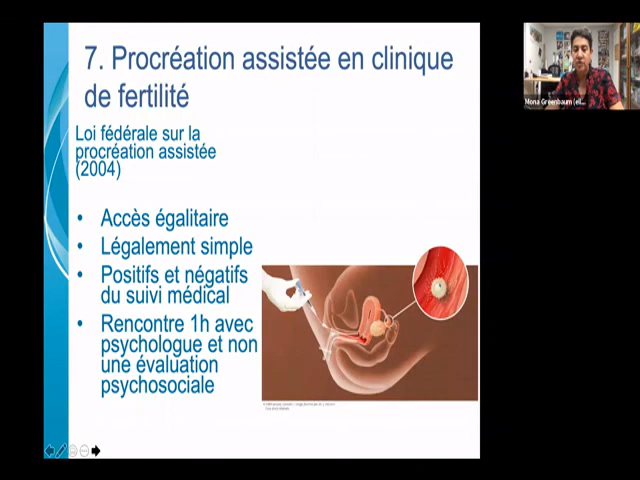 7. Procréation assistée en clinique
de fertilité
Loi fédérale sur la
procréation assistée
(2004)
• Accès égalitaire
• Légalement simple
• Positifs et négatifs
du suivi médical
• Rencontre 1h avec
psychologue et non
une évaluation
psychosociale
Mona Greenbaum (ell...